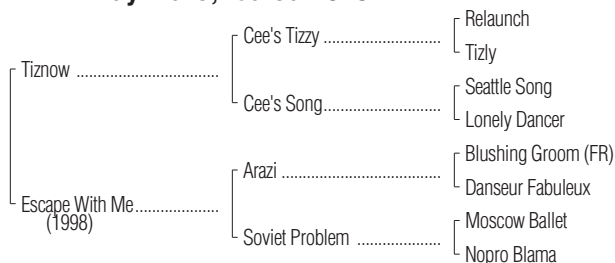 Relaunch
Cee's Tizzy
Tizly
Tiznow
Seattle Song
Cee's Song
Lonely Dancer
Blushing Groom (FR)
Arazi
Danseur Fabuleux
Escape With Me
(1998)
Moscow Ballet
Soviet Problem
Nopro Blama